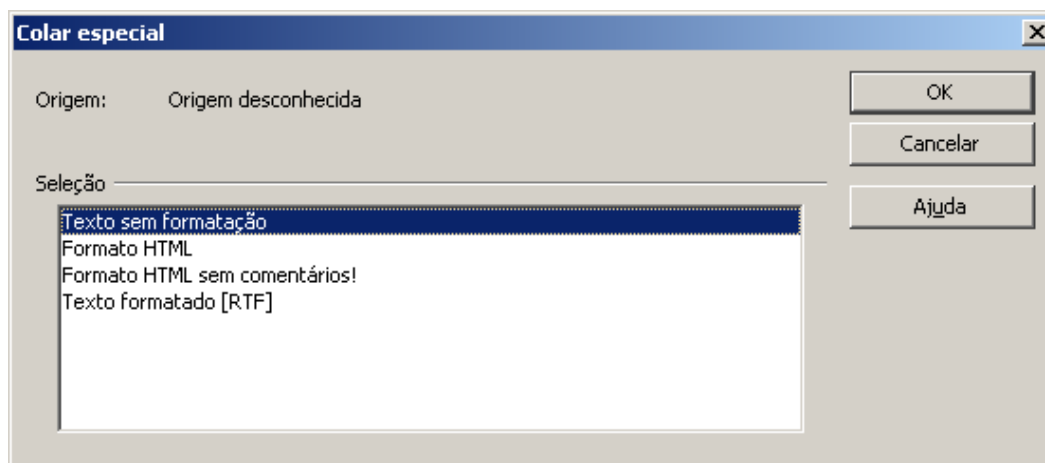 Colar especial
Origem: Origem desconhecida
OK
Cancelar
Seleção
Ajuda
Texto sem formatação
Formato HTML
Formato HTML sem comentários!
Texto formatado [RTF]